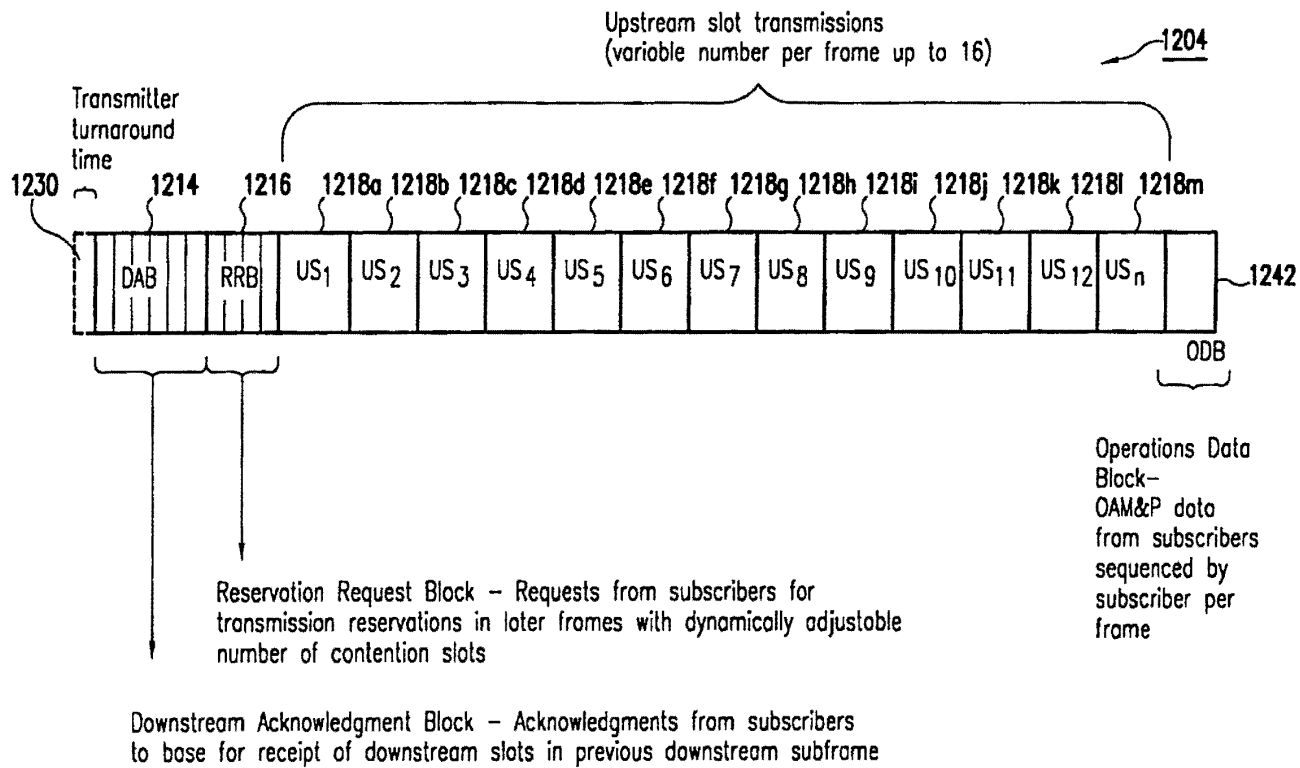 Upstream slot transmissions
(variable number per frame up to 16)
1204
Transmitter
turnaround
time
1230 1214 1216 1218a 1218b 1218c 1218d 1218e 1218f 1218g 1218h 1218i 1218j 1218k 1218l 1218m
DAB RRB US1 US2 US3 US4 US5 US6 US7 US8 US9 US10 US11 US12 USn
1242
ODB
Operations Data
Block–
OAM&P data
from subscribers
sequenced by
subscriber per
frame
Reservation Request Block – Requests from subscribers for
transmission reservations in later frames with dynamically adjustable
number of contention slots
Downstream Acknowledgment Block – Acknowledgments from subscribers
to base for receipt of downstream slots in previous downstream subframe